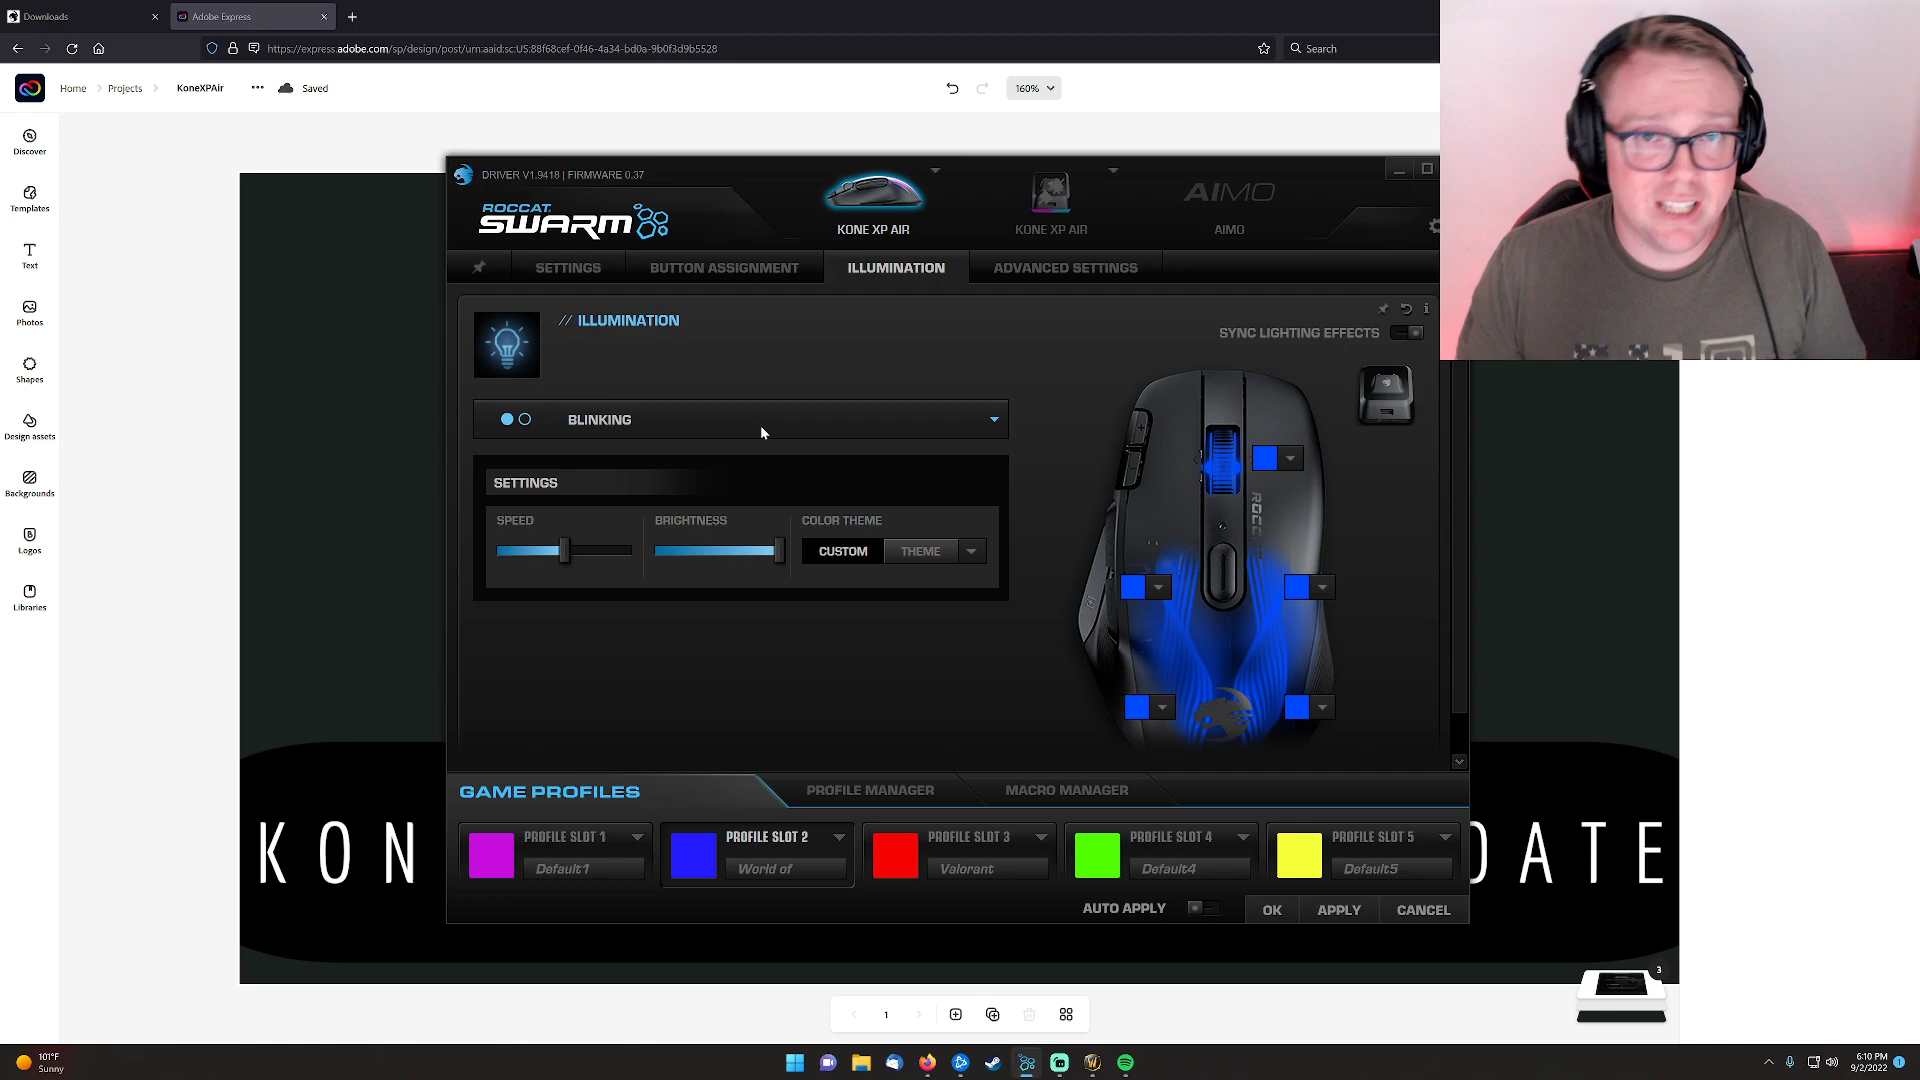 Downloads
Adobe Express
https://express.adobe.com/sp/design/post/urn:aaid:sc:US:88f68cef-0f46-4a34-bd0a-9b0f3d9b5528
Search
Home
Projects
KoneXPAir
Saved
160%
Discover
Templates
Text
Photos
Shapes
Design assets
Backgrounds
Logos
Libraries
DRIVER V1.9418 | FIRMWARE 0.37
ROCCAT
SWARM
KONE XP AIR
KONE XP AIR
AIMO
AIMO
SETTINGS
BUTTON ASSIGNMENT
ILLUMINATION
ADVANCED SETTINGS
// ILLUMINATION
SYNC LIGHTING EFFECTS
BLINKING
SETTINGS
SPEED
BRIGHTNESS
COLOR THEME
CUSTOM
THEME
GAME PROFILES
PROFILE MANAGER
MACRO MANAGER
PROFILE SLOT 1
Default1
PROFILE SLOT 2
World of
PROFILE SLOT 3
Valorant
PROFILE SLOT 4
Default4
PROFILE SLOT 5
Default5
KON
DATE
AUTO APPLY
OK
APPLY
CANCEL
3
1
101°F
Sunny
6:10 PM
9/2/2022
1